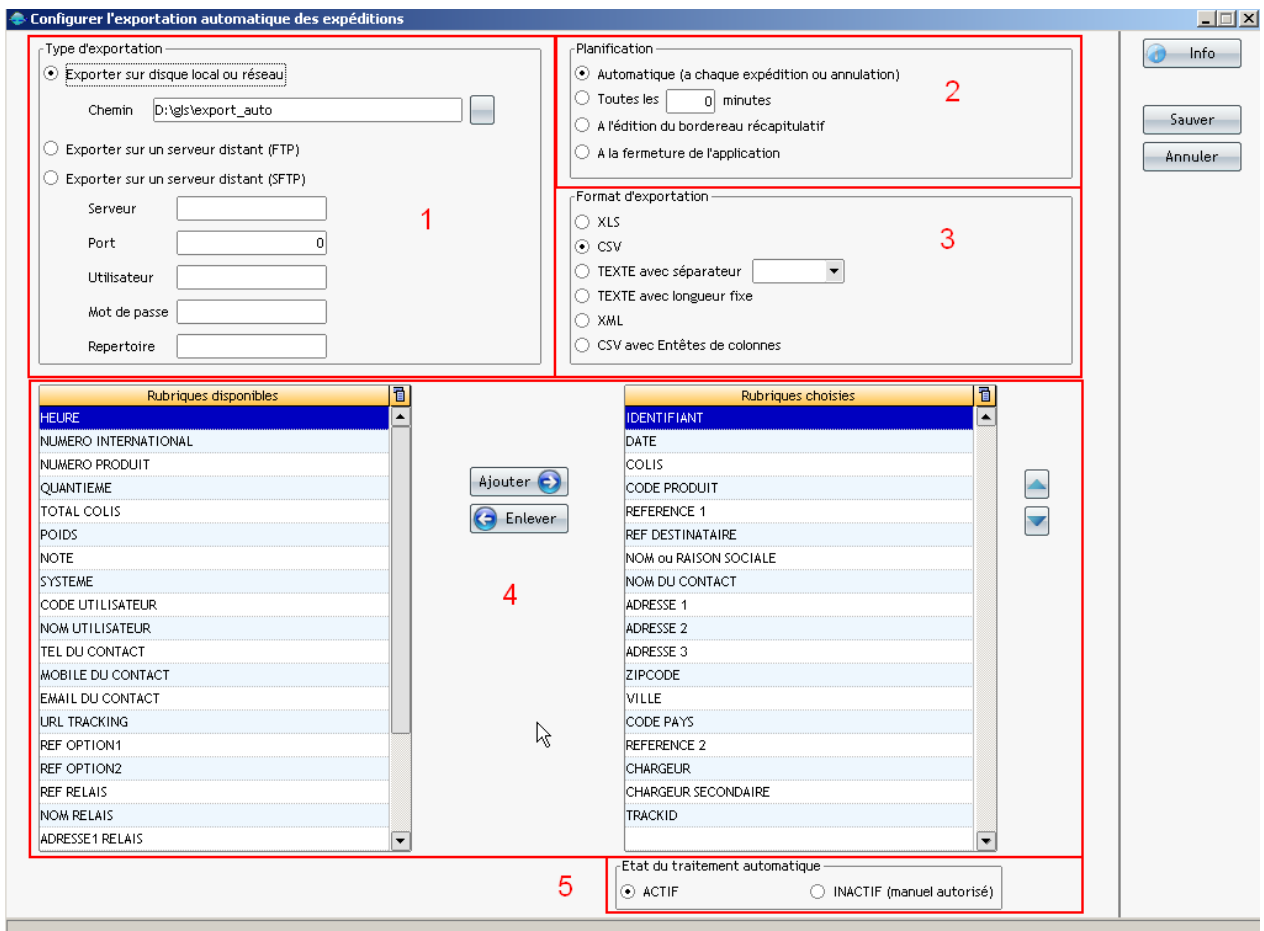 Configurer l'exportation automatique des expéditions
Type d'exportation
Exporter sur disque local ou réseau
Chemin D:\gls\export_auto
Exporter sur un serveur distant (FTP)
Exporter sur un serveur distant (SFTP)
Serveur
Port 0
Utilisateur
Mot de passe
Repertoire
1
Planification
Automatique (a chaque expédition ou annulation)
Toutes les 0 minutes
A l'édition du bordereau récapitulatif
A la fermeture de l'application
2
Format d'exportation
XLS
CSV
TEXTE avec séparateur
TEXTE avec longueur fixe
XML
CSV avec Entêtes de colonnes
3
Info
Sauver
Annuler
Rubriques disponibles
HEURE
NUMERO INTERNATIONAL
NUMERO PRODUIT
QUANTIEME
TOTAL COLIS
POIDS
NOTE
SYSTEME
CODE UTILISATEUR
NOM UTILISATEUR
TEL DU CONTACT
MOBILE DU CONTACT
EMAIL DU CONTACT
URL TRACKING
REF OPTION1
REF OPTION2
REF RELAIS
NOM RELAIS
ADRESSE1 RELAIS
Ajouter
Enlever
4
Rubriques choisies
IDENTIFIANT
DATE
COLIS
CODE PRODUIT
REFERENCE 1
REF DESTINATAIRE
NOM ou RAISON SOCIALE
NOM DU CONTACT
ADRESSE 1
ADRESSE 2
ADRESSE 3
ZIPCODE
VILLE
CODE PAYS
REFERENCE 2
CHARGEUR
CHARGEUR SECONDAIRE
TRACKID
5
Etat du traitement automatique
ACTIF
INACTIF (manuel autorisé)